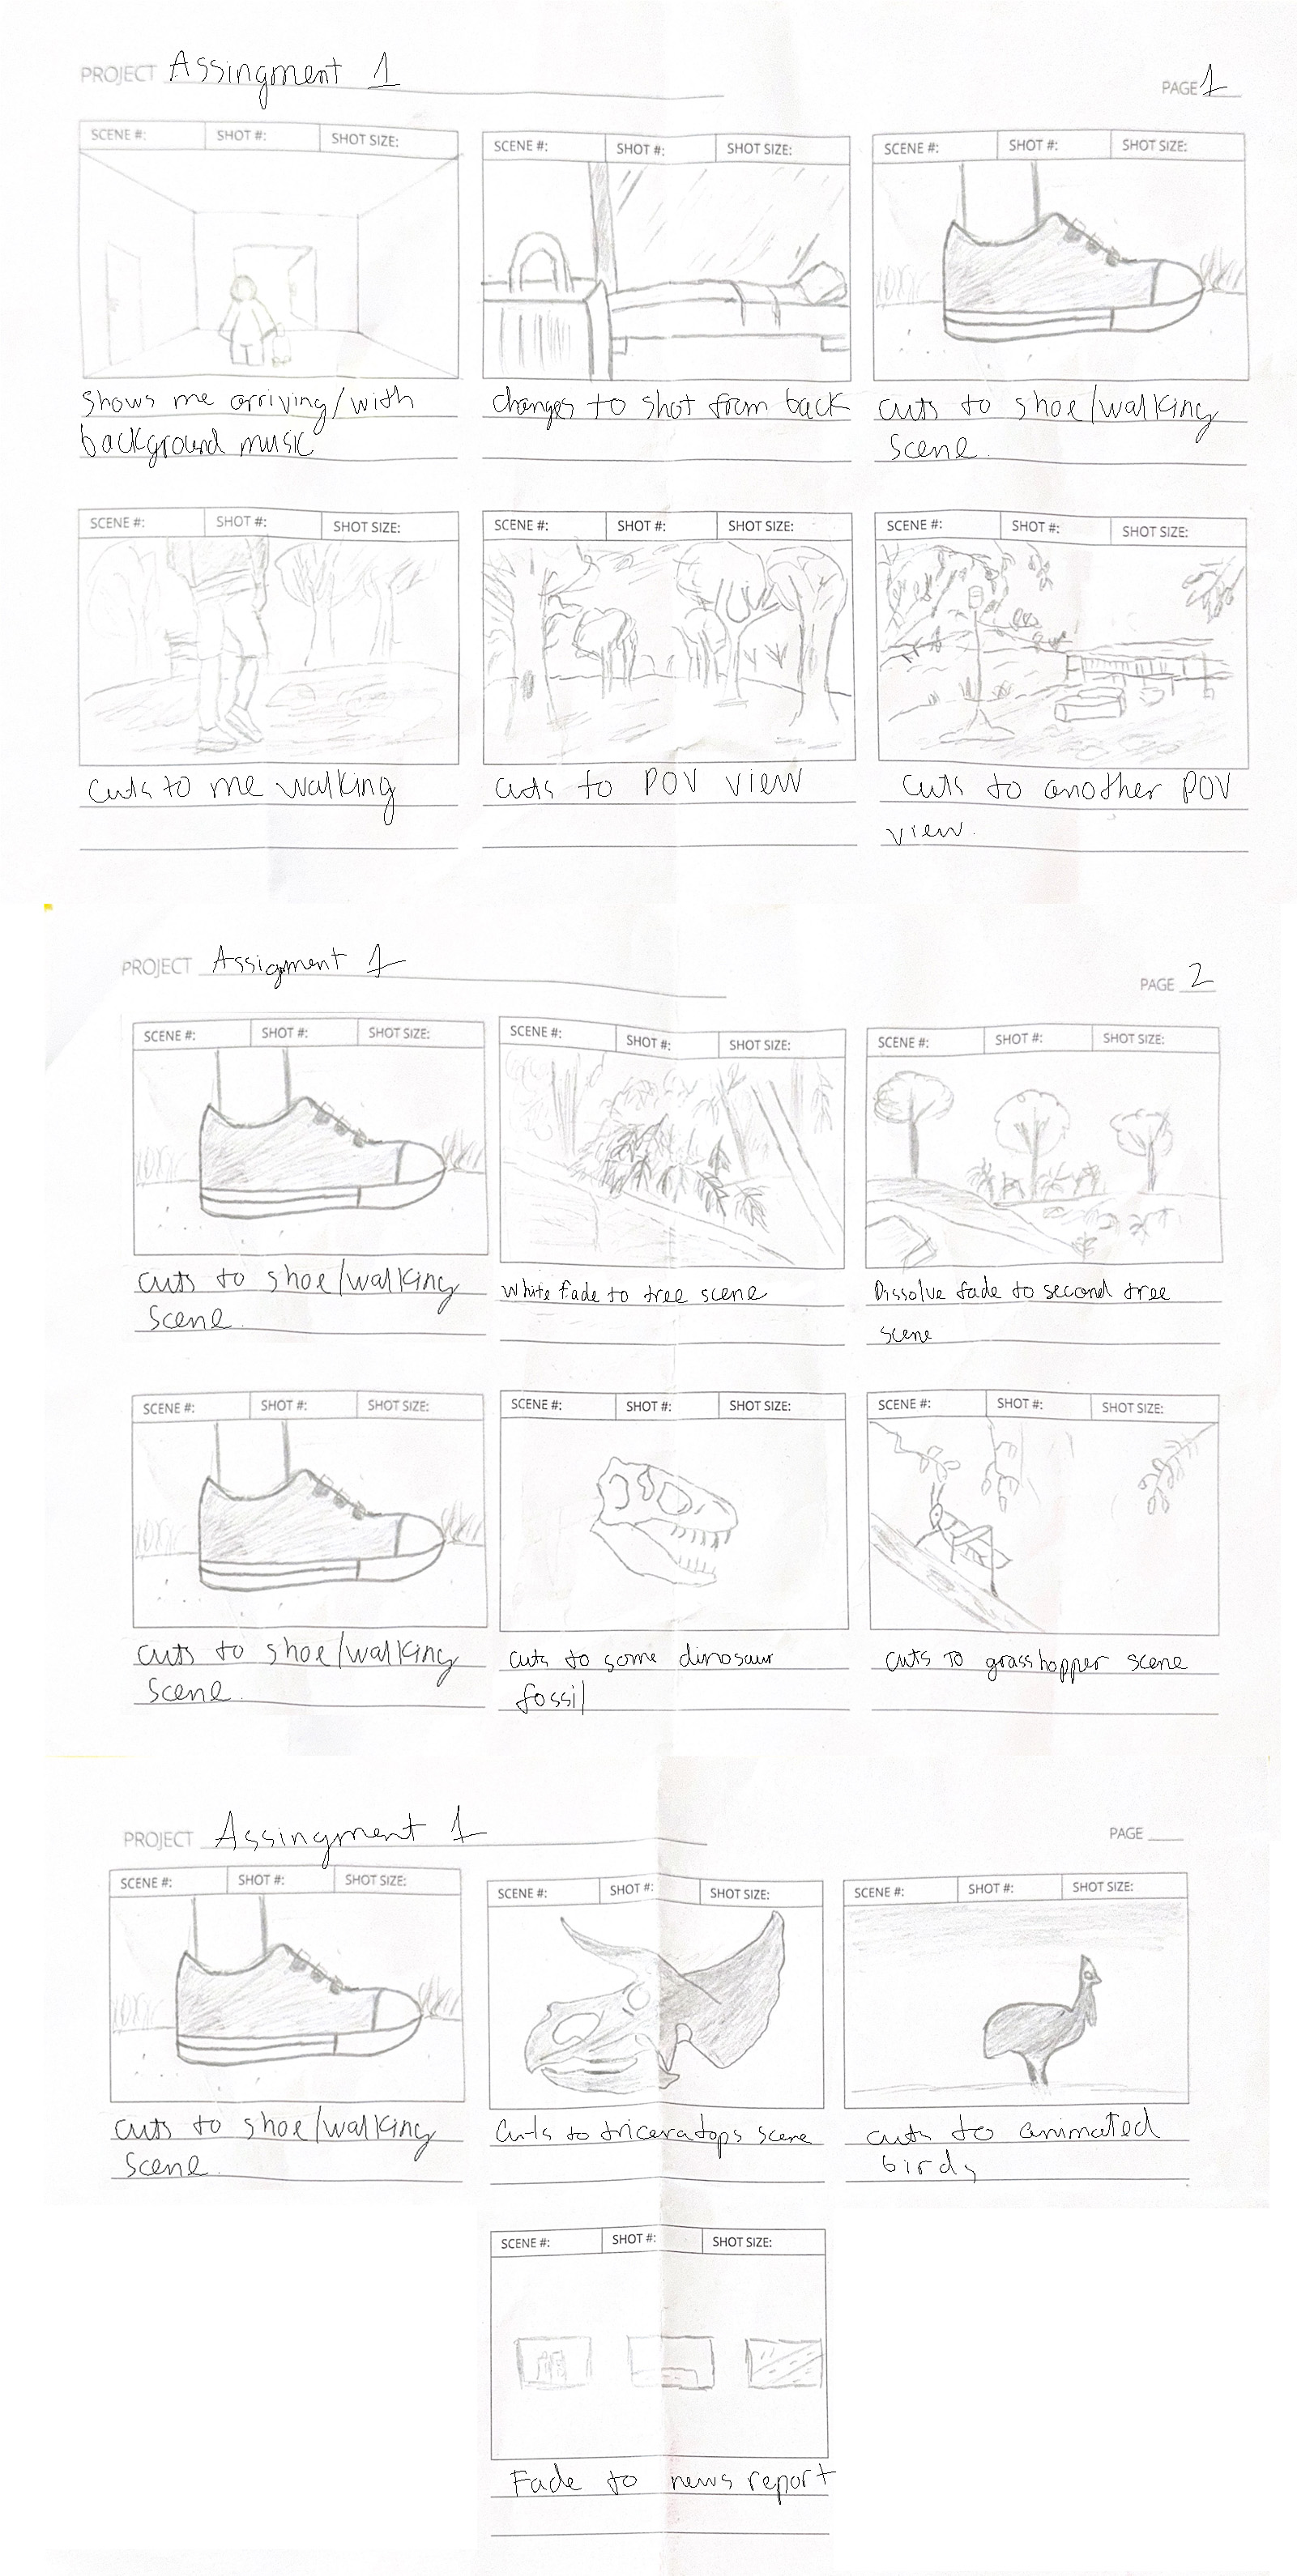 PROJECT Assingment 1
PAGE 1
SCENE #: SHOT #: SHOT SIZE:
SCENE #: SHOT #: SHOT SIZE:
SCENE #: SHOT #: SHOT SIZE:
shows me arriving/with
background music
changes to shot from back
cuts to shoe/walking
scene.
SCENE #: SHOT #: SHOT SIZE:
SCENE #: SHOT #: SHOT SIZE:
SCENE #: SHOT #: SHOT SIZE:
cuts to me walking
cuts to POV view
cuts to another POV
view.
PROJECT Assigment 1
PAGE 2
SCENE #: SHOT #: SHOT SIZE:
SCENE #: SHOT #: SHOT SIZE:
SCENE #: SHOT #: SHOT SIZE:
cuts to shoe/walking
scene.
White fade to tree scene
Dissolve fade to second tree
scene
SCENE #: SHOT #: SHOT SIZE:
SCENE #: SHOT #: SHOT SIZE:
SCENE #: SHOT #: SHOT SIZE:
cuts to shoe/walking
scene.
cuts to some dinosaur
fossil
cuts to grasshopper scene
PROJECT Assingment 1
PAGE
SCENE #: SHOT #: SHOT SIZE:
SCENE #: SHOT #: SHOT SIZE:
SCENE #: SHOT #: SHOT SIZE:
cuts to shoe/walking
scene.
Cuts to triceratops scene
cuts to animated
birds
SCENE #: SHOT #: SHOT SIZE:
Fade to news report